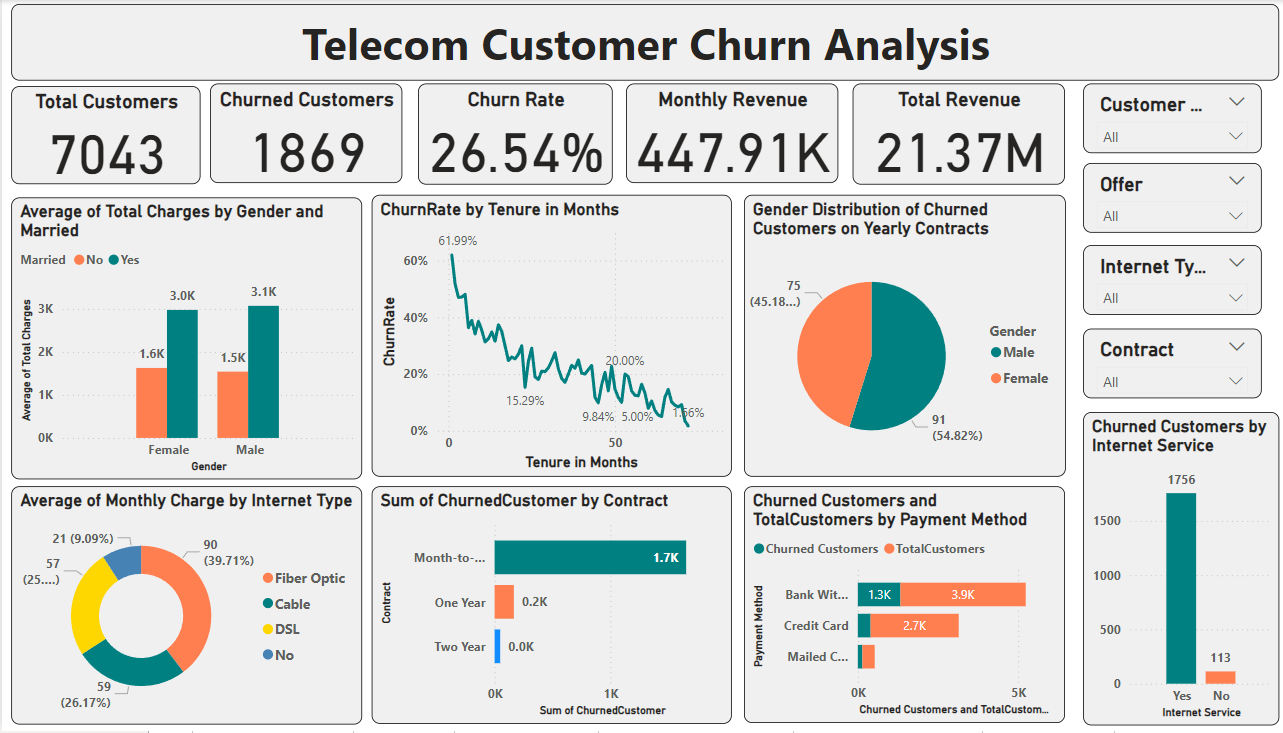 Telecom Customer Churn Analysis
Total Customers
7043
Churned Customers
1869
Churn Rate
26.54%
Monthly Revenue
447.91K
Total Revenue
21.37M
Customer ...
All
Offer
All
Internet Ty...
All
Contract
All
Average of Total Charges by Gender and
Married
Married No Yes
Average of Total Charges
3K
2K
1K
0K
1.6K
3.0K
1.5K
3.1K
Female
Male
Gender
ChurnRate by Tenure in Months
ChurnRate
60%
40%
20%
0%
61.99%
15.29%
9.84%
20.00%
5.00%
1.56%
0
50
Tenure in Months
Gender Distribution of Churned
Customers on Yearly Contracts
75
(45.18...)
91
(54.82%)
Gender
Male
Female
Average of Monthly Charge by Internet Type
21 (9.09%)
90
(39.71%)
57
(25....)
59
(26.17%)
Fiber Optic
Cable
DSL
No
Sum of ChurnedCustomer by Contract
Contract
Month-to-...
1.7K
One Year
0.2K
Two Year
0.0K
0K
1K
Sum of ChurnedCustomer
Churned Customers and
TotalCustomers by Payment Method
Churned Customers TotalCustomers
Payment Method
Bank Wit...
1.3K
3.9K
Credit Card
2.7K
Mailed C...
0K
5K
Churned Customers and TotalCustom...
Churned Customers by
Internet Service
1756
1500
1000
500
0
113
Yes
No
Internet Service